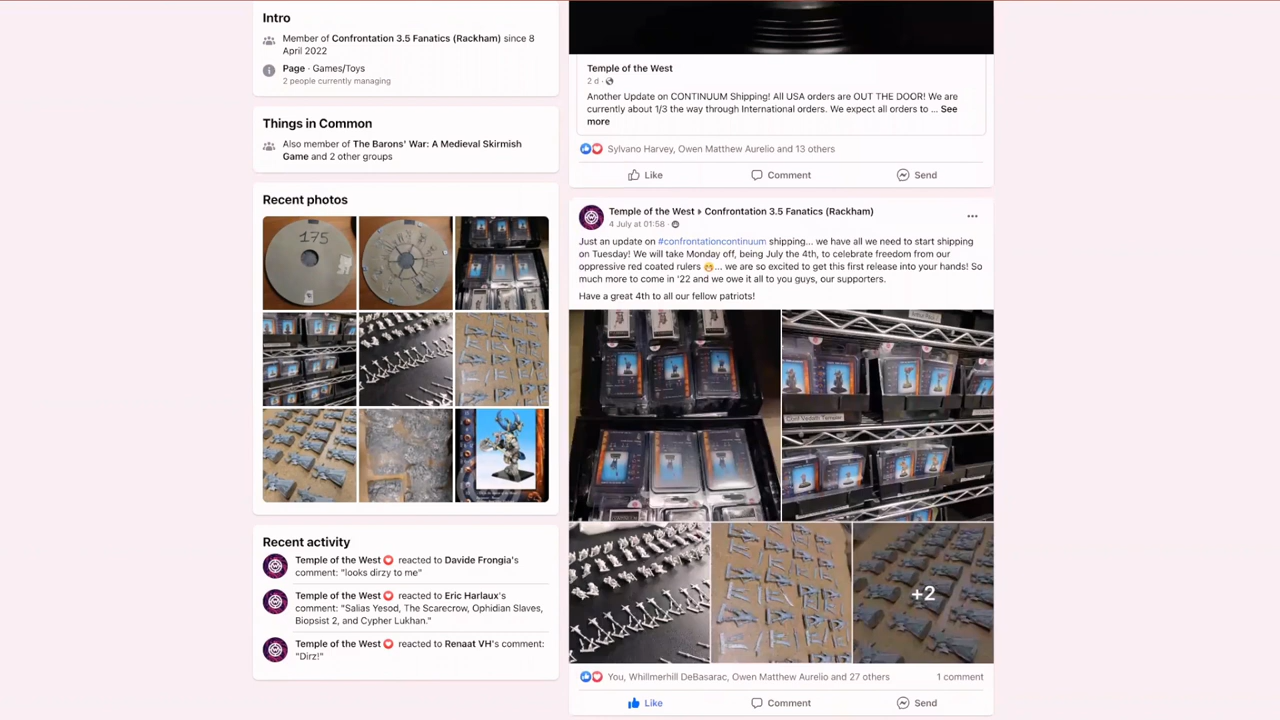 Intro
Member of Confrontation 3.5 Fanatics (Rackham) since 8
April 2022
Page · Games/Toys
2 people currently managing
Things in Common
Also member of The Barons' War: A Medieval Skirmish
Game and 2 other groups
Recent photos
175
Recent activity
Temple of the West reacted to Davide Frongia's
comment: "looks dirzy to me"
Temple of the West reacted to Eric Harlaux's
comment: "Salias Yesod, The Scarecrow, Ophidian Slaves,
Biopsist 2, and Cypher Lukhan."
Temple of the West reacted to Renaat VH's comment:
"Dirz!"
Temple of the West
2 d ·
Another Update on CONTINUUM Shipping! All USA orders are OUT THE DOOR! We are
currently about 1/3 the way through International orders. We expect all orders to ... See
more
Sylvano Harvey, Owen Matthew Aurelio and 13 others
Like Comment Send
Temple of the West ▸ Confrontation 3.5 Fanatics (Rackham)
4 July at 01:58 ·
Just an update on #confrontationcontinuum shipping... we have all we need to start shipping
on Tuesday! We will take Monday off, being July the 4th, to celebrate freedom from our
oppressive red coated rulers 🤭... we are so excited to get this first release into your hands! So
much more to come in '22 and we owe it all to you guys, our supporters.
Have a great 4th to all our fellow patriots!
+2
You, Whillmerhill DeBasarac, Owen Matthew Aurelio and 27 others 1 comment
Like Comment Send